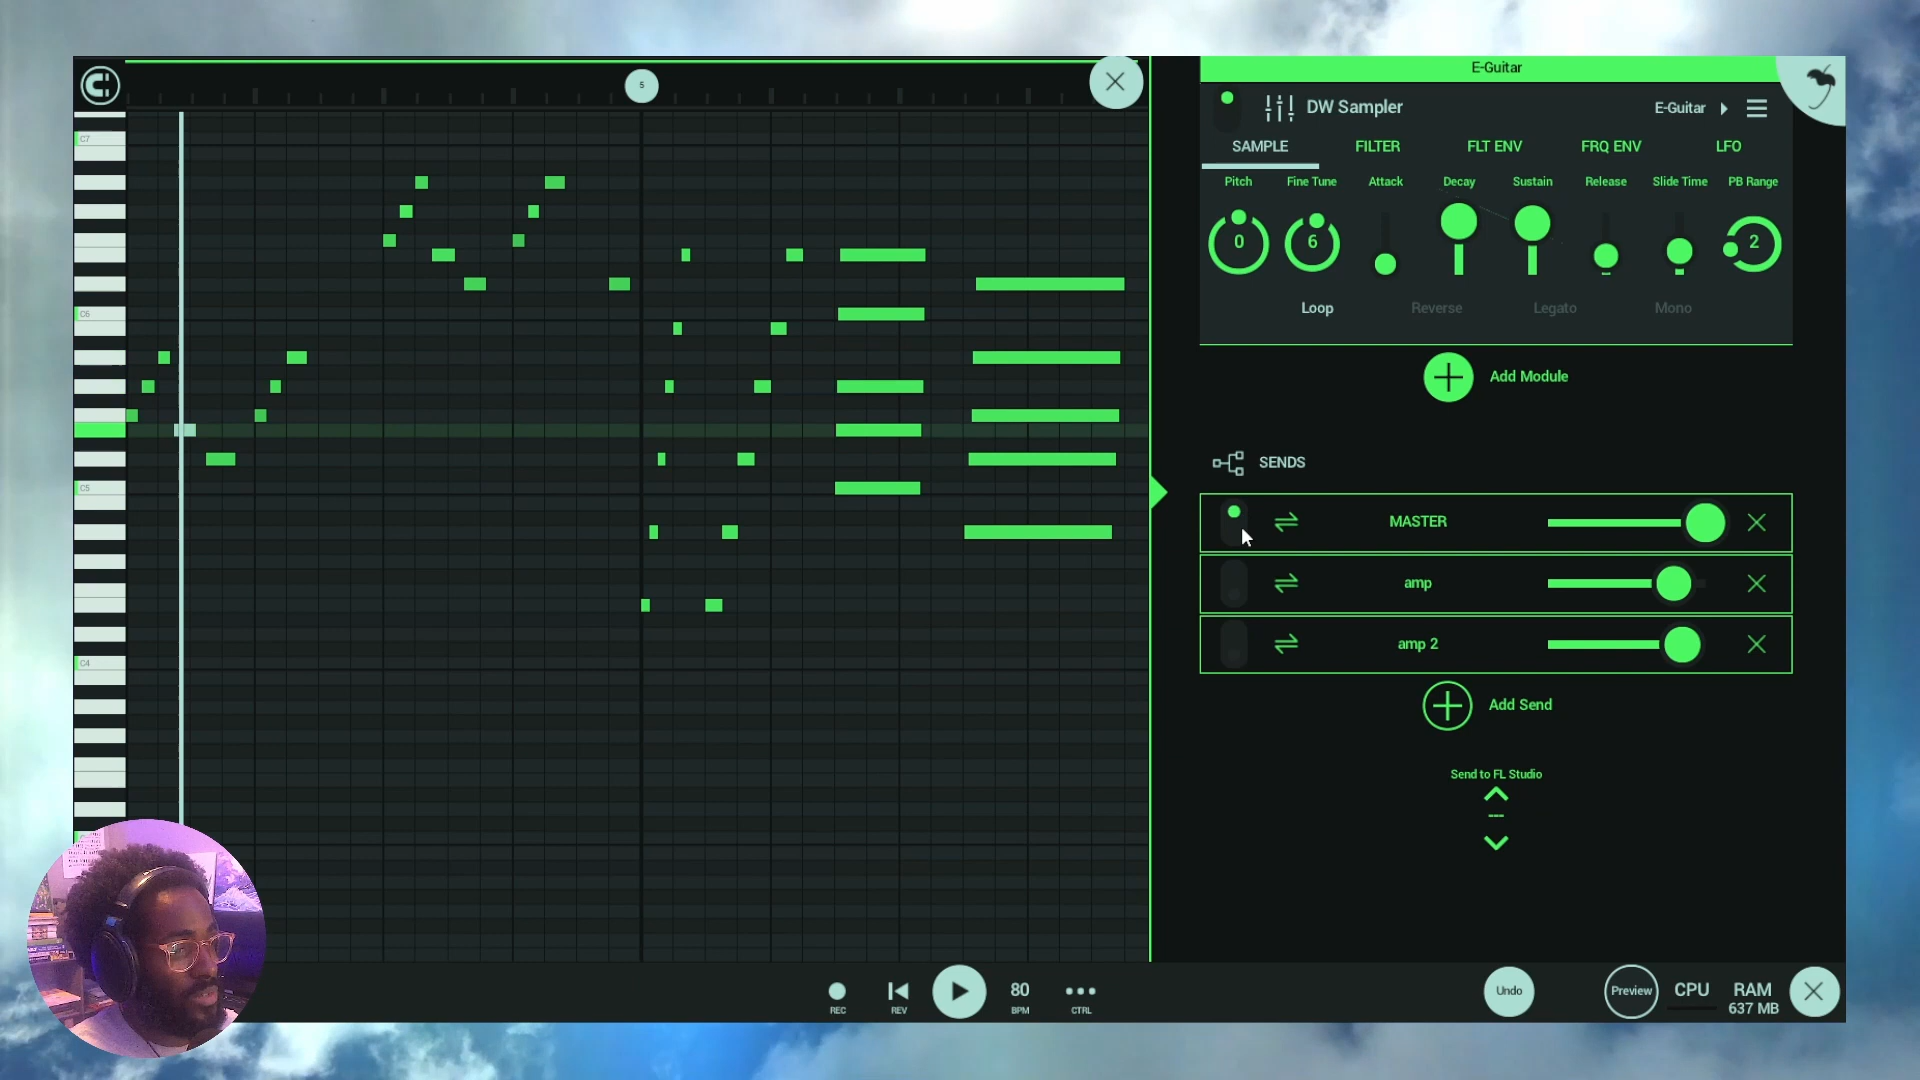 E-Guitar
5
DW Sampler
E-Guitar
SAMPLE
FILTER
FLT ENV
FRQ ENV
LFO
Pitch
Fine Tune
Attack
Decay
Sustain
Release
Slide Time
PB Range
0
6
2
Loop
Reverse
Legato
Mono
Add Module
SENDS
MASTER
amp
amp 2
Add Send
Send to FL Studio
---
C7
C6
C5
C4
REC
REV
80
BPM
CTRL
Undo
Preview
CPU
RAM
637 MB